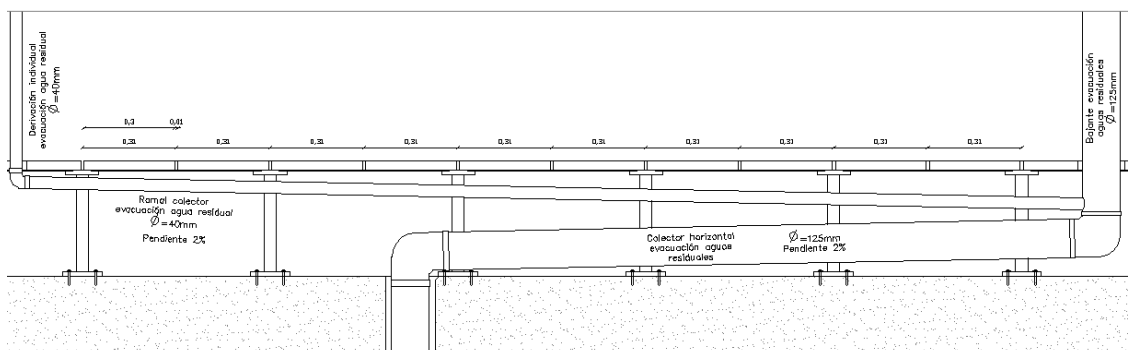 Derivación individual
evacuación agua residual
Ø=40mm
0,3
0,01
0,31
0,31
0,31
0,31
0,31
0,31
0,31
0,31
0,31
0,31
Bajante evacuación
aguas residuales
Ø=125mm
Ramal colector
evacuación agua residual
Ø=40mm
Pendiente 2%
Colector horizontal
evacuación aguas
residuales
Ø=125mm
Pendiente 2%